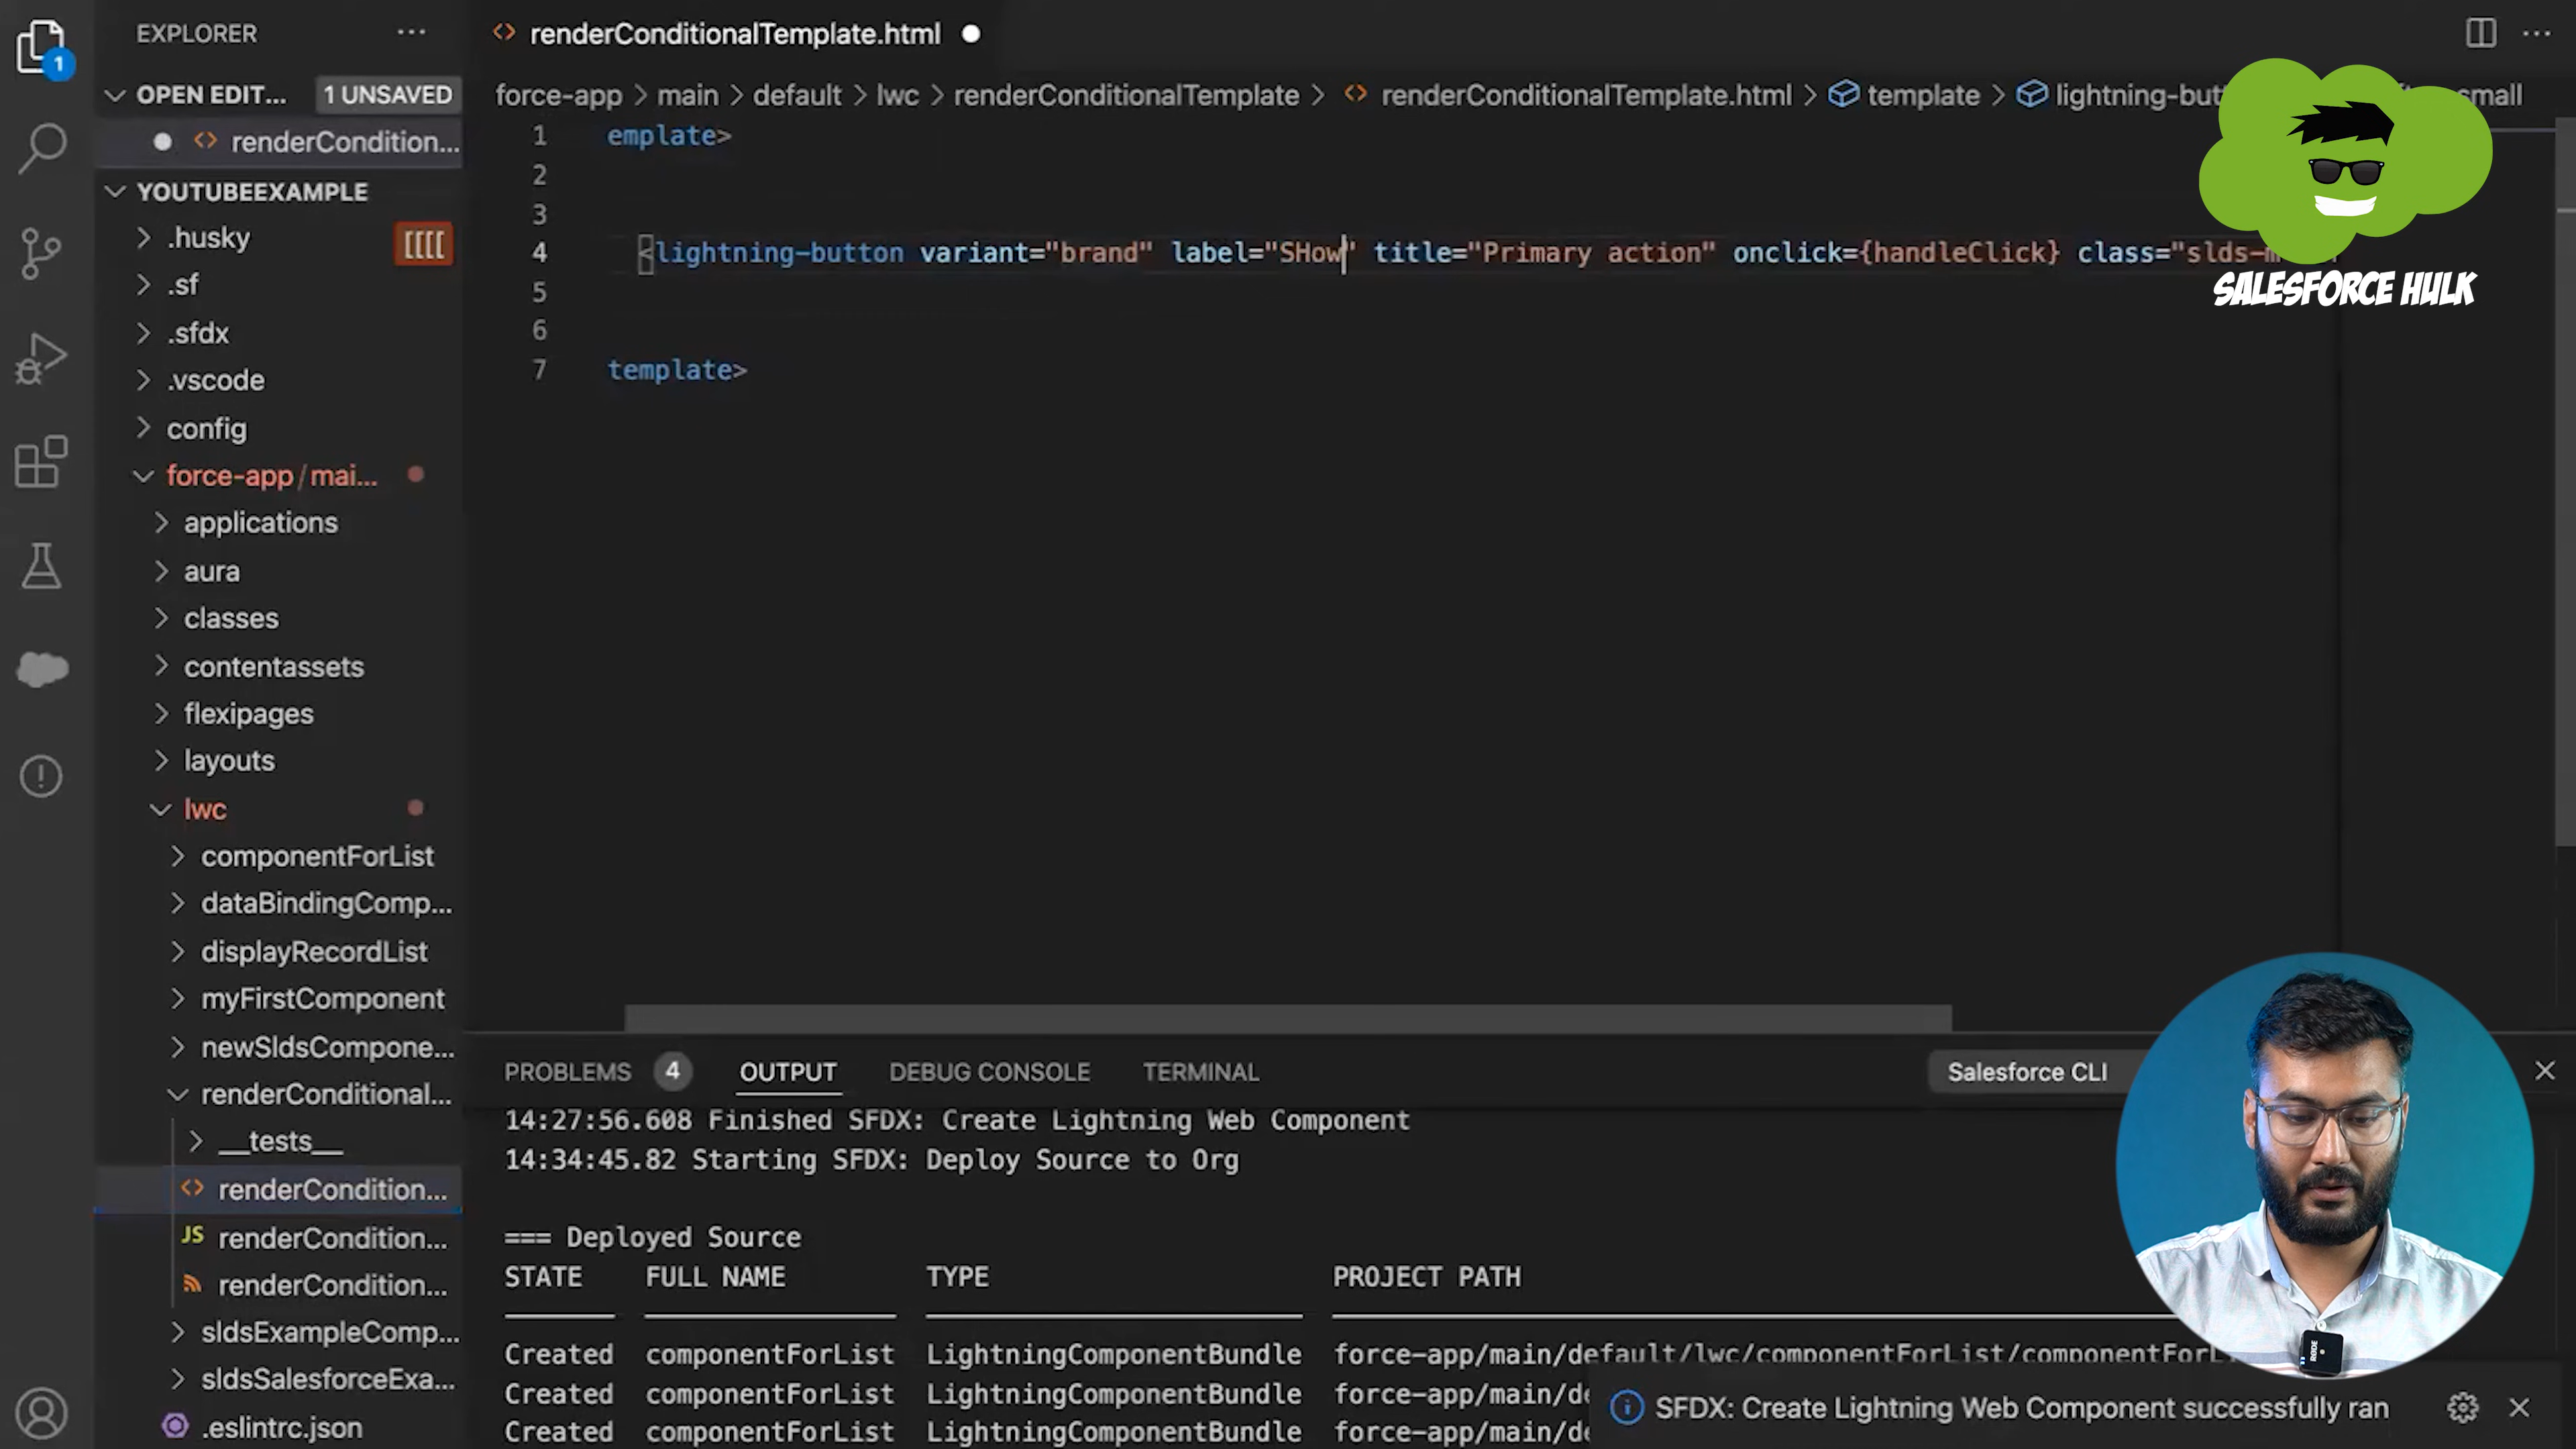 EXPLORER
renderConditionalTemplate.html
1
OPEN EDIT... 1 UNSAVED
force-app > main > default > lwc > renderConditionalTemplate > renderConditionalTemplate.html > template >
small
renderCondition...
YOUTUBEEXAMPLE
.husky
[[[[
.sf
.sfdx
.vscode
config
force-app / mai...
applications
aura
classes
contentassets
flexipages
layouts
lwc
componentForList
dataBindingComp...
displayRecordList
myFirstComponent
newSldsCompone...
renderConditional...
__tests__
renderCondition...
JS renderCondition...
renderCondition...
sldsExampleComp...
sldsSalesforceExa...
.eslintrc.json
1 emplate>
2
3
4 <lightning-button variant="brand" label="SHow" title="Primary action" onclick={handleClick} class="slds-m
5
6
7 template>
SALESFORCE HULK
PROBLEMS 4 OUTPUT DEBUG CONSOLE TERMINAL Salesforce CLI
14:27:56.608 Finished SFDX: Create Lightning Web Component
14:34:45.82 Starting SFDX: Deploy Source to Org
=== Deployed Source
STATE FULL NAME TYPE PROJECT PATH
Created componentForList LightningComponentBundle force-app/main/default/lwc/componentForList/
Created componentForList LightningComponentBundle force-app/main/de
Created componentForList LightningComponentBundle force-app/main/de
SFDX: Create Lightning Web Component successfully ran
RØDE